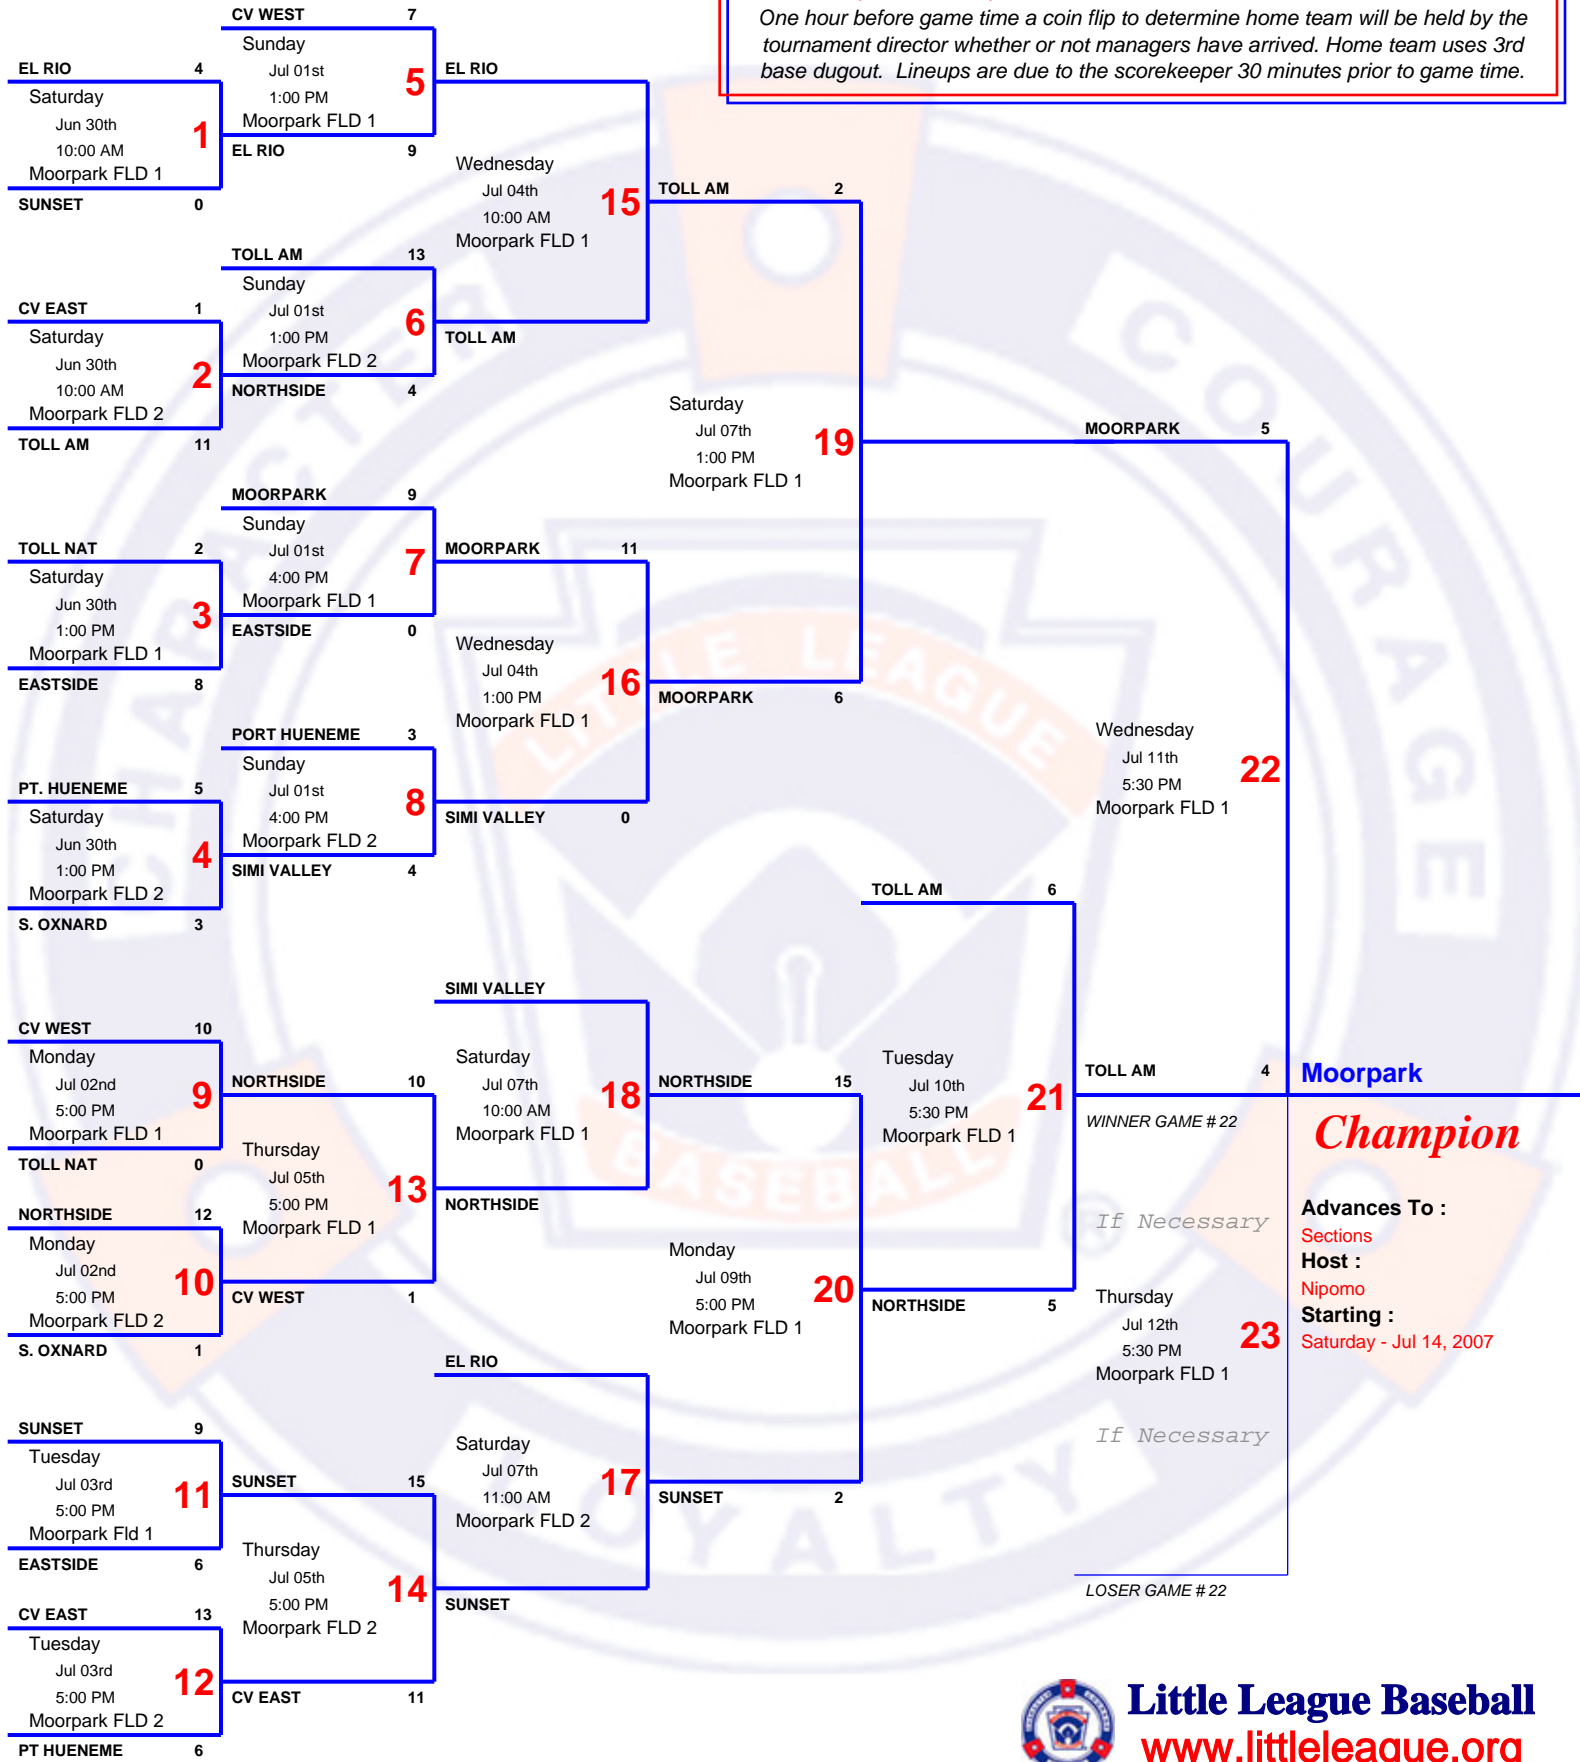 One hour before game time a coin flip to determine home team will be held by the
tournament director whether or not managers have arrived. Home team uses 3rd
base dugout.  Lineups are due to the scorekeeper 30 minutes prior to game time.
EL RIO 4
Saturday
Jun 30th
10:00 AM
Moorpark FLD 1
1
SUNSET 0
CV EAST 1
Saturday
Jun 30th
10:00 AM
Moorpark FLD 2
2
TOLL AM 11
TOLL NAT 2
Saturday
Jun 30th
1:00 PM
Moorpark FLD 1
3
EASTSIDE 8
PT. HUENEME 5
Saturday
Jun 30th
1:00 PM
Moorpark FLD 2
4
S. OXNARD 3
CV WEST 10
Monday
Jul 02nd
5:00 PM
Moorpark FLD 1
9
TOLL NAT 0
NORTHSIDE 12
Monday
Jul 02nd
5:00 PM
Moorpark FLD 2
10
S. OXNARD 1
SUNSET 9
Tuesday
Jul 03rd
5:00 PM
Moorpark Fld 1
11
EASTSIDE 6
CV EAST 13
Tuesday
Jul 03rd
5:00 PM
Moorpark FLD 2
12
PT HUENEME 6
CV WEST 7
Sunday
Jul 01st
1:00 PM
Moorpark FLD 1
5
EL RIO 9
TOLL AM 13
Sunday
Jul 01st
1:00 PM
Moorpark FLD 2
6
NORTHSIDE 4
MOORPARK 9
Sunday
Jul 01st
4:00 PM
Moorpark FLD 1
7
EASTSIDE 0
PORT HUENEME 3
Sunday
Jul 01st
4:00 PM
Moorpark FLD 2
8
SIMI VALLEY 4
NORTHSIDE 10
Thursday
Jul 05th
5:00 PM
Moorpark FLD 1
13
CV WEST 1
SUNSET 15
Thursday
Jul 05th
5:00 PM
Moorpark FLD 2
14
CV EAST 11
EL RIO
Wednesday
Jul 04th
10:00 AM
Moorpark FLD 1
15
TOLL AM
MOORPARK 11
Wednesday
Jul 04th
1:00 PM
Moorpark FLD 1
16
SIMI VALLEY 0
SIMI VALLEY
Saturday
Jul 07th
10:00 AM
Moorpark FLD 1
18
NORTHSIDE
EL RIO
Saturday
Jul 07th
11:00 AM
Moorpark FLD 2
17
SUNSET
TOLL AM 2
Saturday
Jul 07th
1:00 PM
Moorpark FLD 1
19
MOORPARK 6
NORTHSIDE 15
Monday
Jul 09th
5:00 PM
Moorpark FLD 1
20
SUNSET 2
TOLL AM 6
Tuesday
Jul 10th
5:30 PM
Moorpark FLD 1
21
NORTHSIDE 5
MOORPARK 5
Wednesday
Jul 11th
5:30 PM
Moorpark FLD 1
22
TOLL AM 4
WINNER GAME # 22
If Necessary
Thursday
Jul 12th
5:30 PM
Moorpark FLD 1
23
If Necessary
LOSER GAME # 22
Moorpark
Champion
Advances To :
Sections
Host :
Nipomo
Starting :
Saturday - Jul 14, 2007
CHARACTER
COURAGE
LOYALTY
LITTLE LEAGUE
BASEBALL
®
Little League Baseball
www.littleleague.org